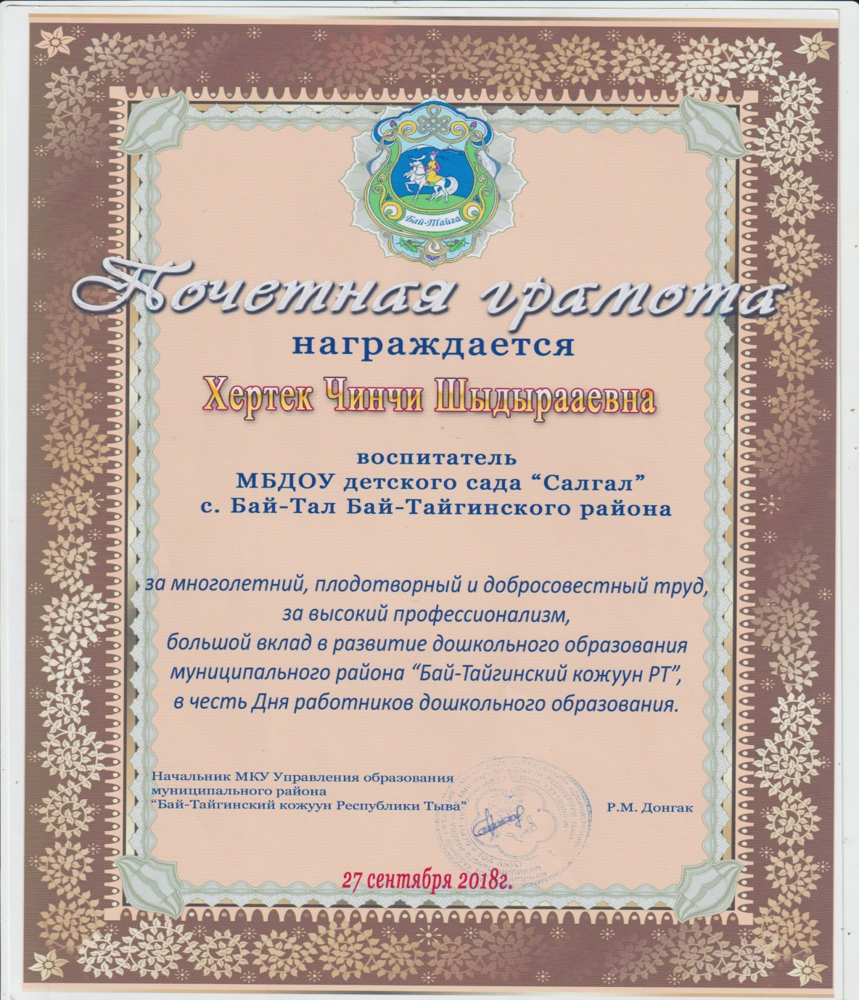 Бай-Тайга
Почетная грамота
награждается
Хертек Чинчи Шыдырааевна
воспитатель
МБДОУ детского сада “Салгал”
с. Бай-Тал Бай-Тайгинского района
за многолетний, плодотворный и добросовестный труд,
за высокий профессионализм,
большой вклад в развитие дошкольного образования
муниципального района “Бай-Тайгинский кожуун РТ”,
в честь Дня работников дошкольного образования.
Начальник МКУ Управления образования
муниципального района
“Бай-Тайгинский кожуун Республики Тыва”
Р.М. Донгак
27 сентября 2018г.